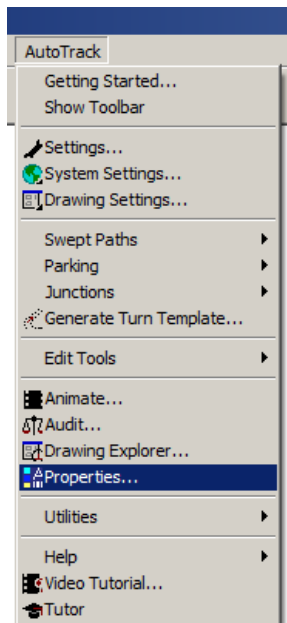 AutoTrack
Getting Started...
Show Toolbar
Settings...
System Settings...
Drawing Settings...
Swept Paths
Parking
Junctions
Generate Turn Template...
Edit Tools
Animate...
Audit...
Drawing Explorer...
Properties...
Utilities
Help
Video Tutorial...
Tutor